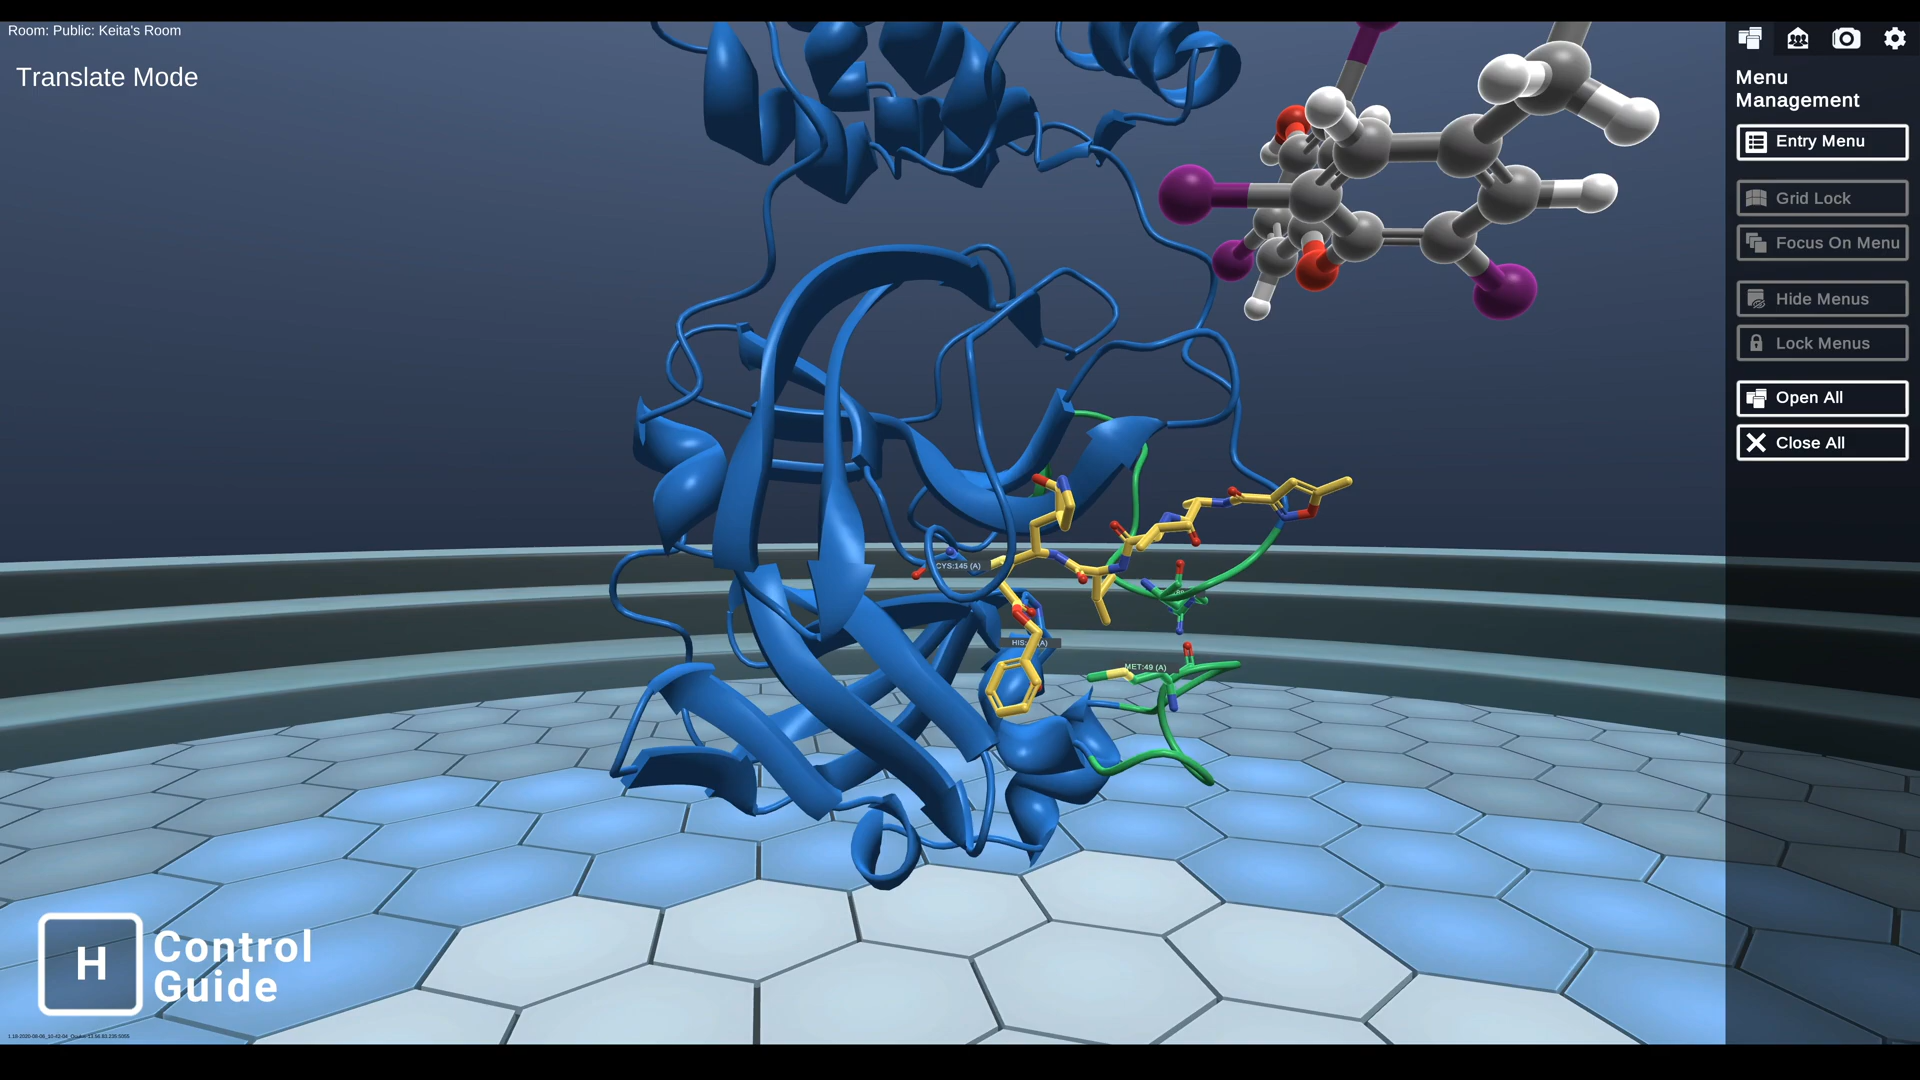 Room: Public: Keita's Room
Translate Mode
Menu
Management
Entry Menu
Grid Lock
Focus On Menu
Hide Menus
Lock Menus
Open All
Close All
CYS:145 (A)
(A)
MET:49 (A)
H
Control
Guide